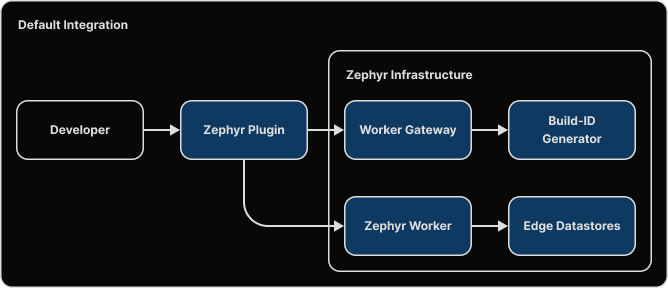 Default Integration
Zephyr Infrastructure
Developer
Zephyr Plugin
Worker Gateway
Build-ID
Generator
Zephyr Worker
Edge Datastores